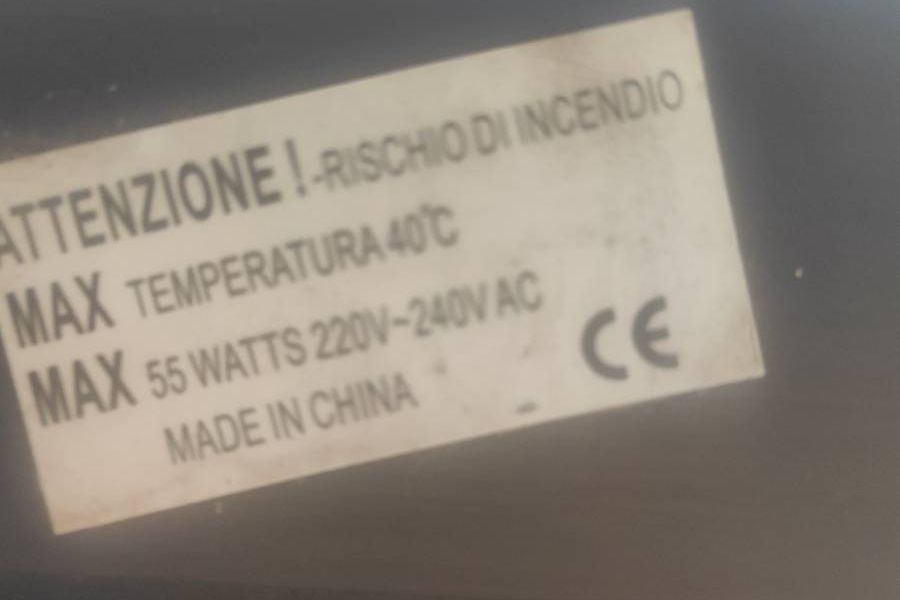 ATTENZIONE ! -RISCHIO DI INCENDIO
MAX TEMPERATURA 40°C
MAX 55 WATTS 220V~240V AC
MADE IN CHINA
CE